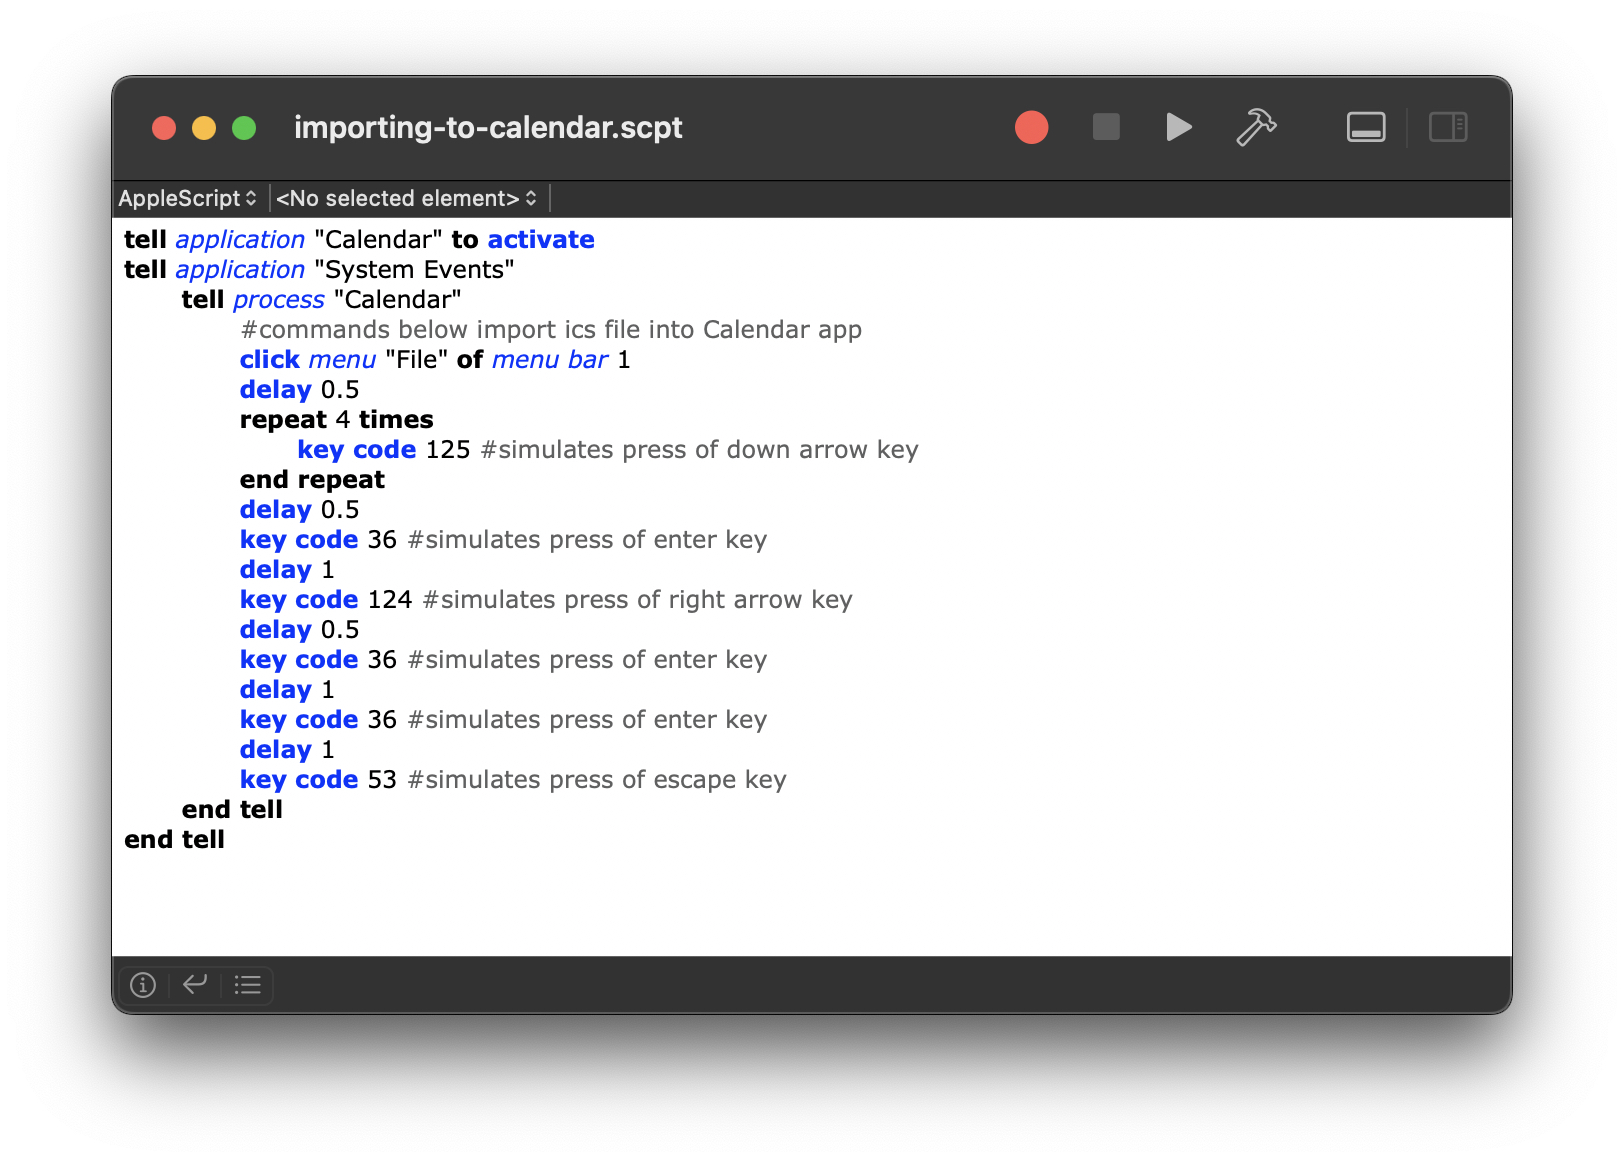 importing-to-calendar.scpt
AppleScript <No selected element>
tell application "Calendar" to activate
tell application "System Events"
tell process "Calendar"
#commands below import ics file into Calendar app
click menu "File" of menu bar 1
delay 0.5
repeat 4 times
key code 125 #simulates press of down arrow key
end repeat
delay 0.5
key code 36 #simulates press of enter key
delay 1
key code 124 #simulates press of right arrow key
delay 0.5
key code 36 #simulates press of enter key
delay 1
key code 36 #simulates press of enter key
delay 1
key code 53 #simulates press of escape key
end tell
end tell